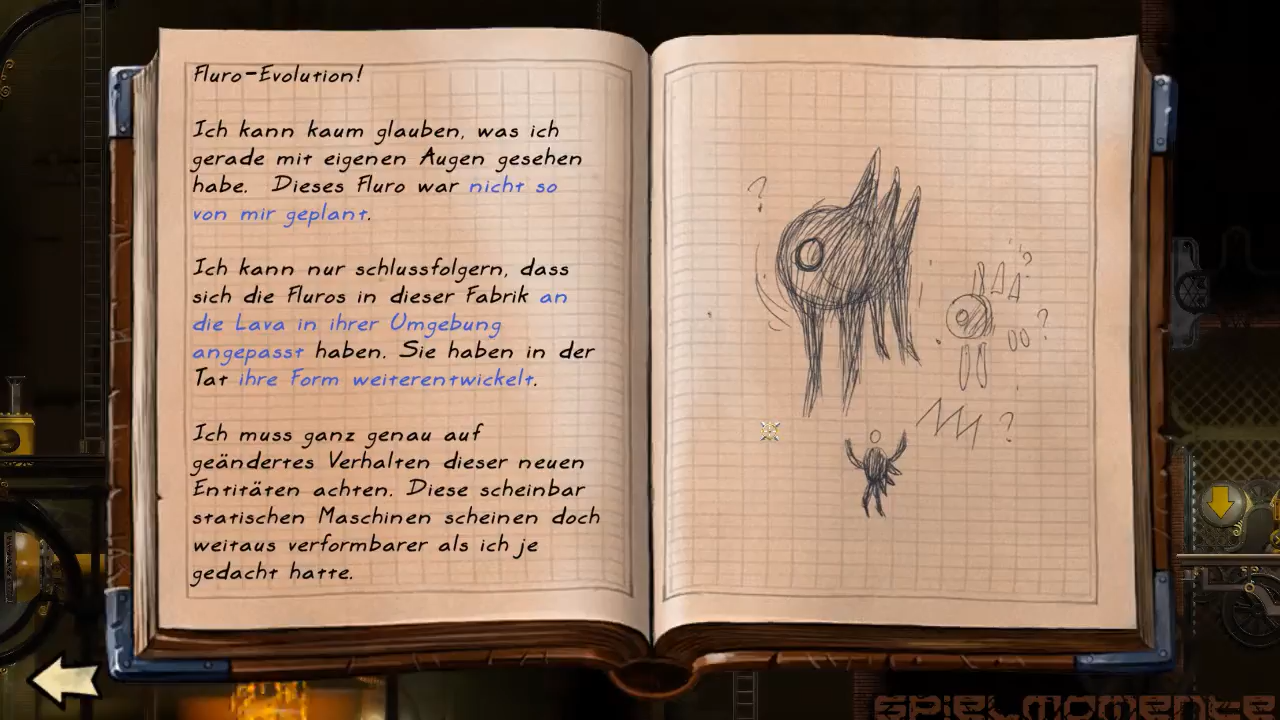 Fluro-Evolution!
Ich kann kaum glauben, was ich
gerade mit eigenen Augen gesehen
habe. Dieses Fluro war nicht so
von mir geplant.
Ich kann nur schlussfolgern, dass
sich die Fluros in dieser Fabrik an
die Lava in ihrer Umgebung
angepasst haben. Sie haben in der
Tat ihre Form weiterentwickelt.
Ich muss ganz genau auf
geändertes Verhalten dieser neuen
Entitäten achten. Diese scheinbar
statischen Maschinen scheinen doch
weitaus verformbarer als ich je
gedacht hatte.
?
?
?
?
SPIELMOMENTE